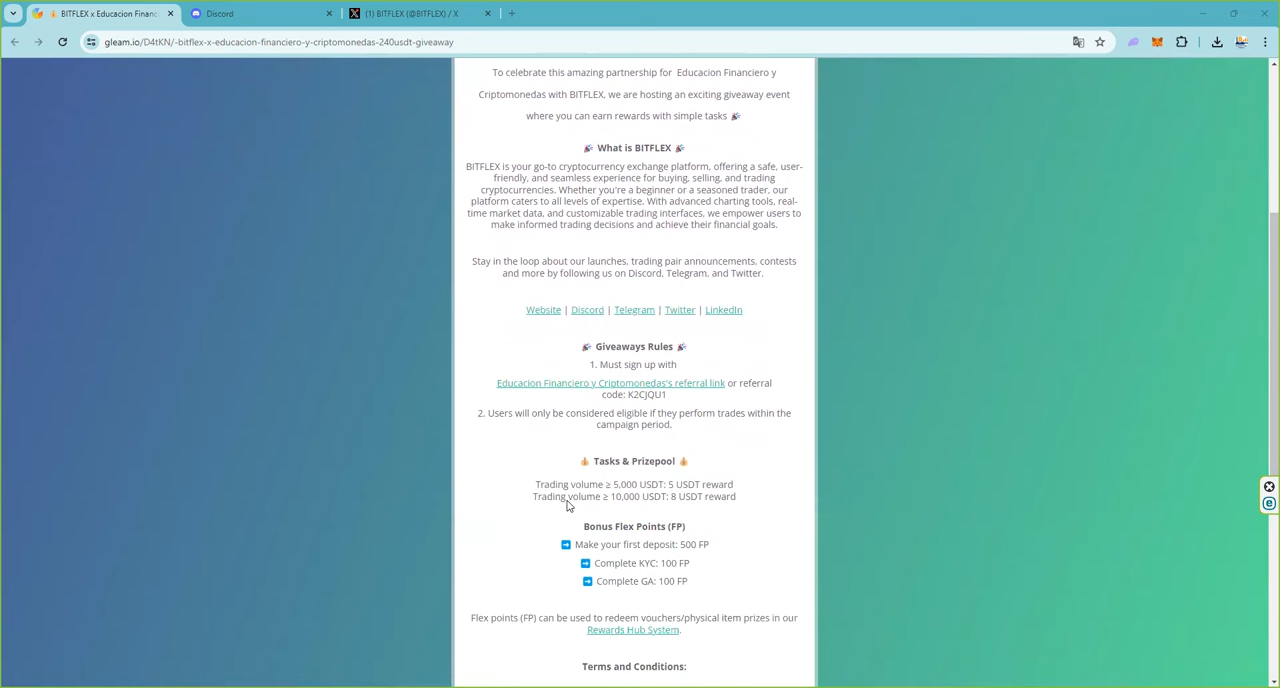 BITFLEX x Educacion Financ
Discord
(1) BITFLEX (@BITFLEX) / X
gleam.io/D4tKN/-bitflex-x-educacion-financiero-y-criptomonedas-240usdt-giveaway
To celebrate this amazing partnership for Educacion Financiero y
Criptomonedas with BITFLEX, we are hosting an exciting giveaway event
where you can earn rewards with simple tasks 🎉
🎉 What is BITFLEX 🎉
BITFLEX is your go-to cryptocurrency exchange platform, offering a safe, user-
friendly, and seamless experience for buying, selling, and trading
cryptocurrencies. Whether you're a beginner or a seasoned trader, our
platform caters to all levels of expertise. With advanced charting tools, real-
time market data, and customizable trading interfaces, we empower users to
make informed trading decisions and achieve their financial goals.
Stay in the loop about our launches, trading pair announcements, contests
and more by following us on Discord, Telegram, and Twitter.
Website | Discord | Telegram | Twitter | LinkedIn
🎉 Giveaways Rules 🎉
1. Must sign up with
Educacion Financiero y Criptomonedas's referral link or referral
code: K2CJQU1
2. Users will only be considered eligible if they perform trades within the
campaign period.
💰 Tasks & Prizepool 💰
Trading volume ≥ 5,000 USDT: 5 USDT reward
Trading volume ≥ 10,000 USDT: 8 USDT reward
Bonus Flex Points (FP)
➡️ Make your first deposit: 500 FP
➡️ Complete KYC: 100 FP
➡️ Complete GA: 100 FP
Flex points (FP) can be used to redeem vouchers/physical item prizes in our
Rewards Hub System.
Terms and Conditions: